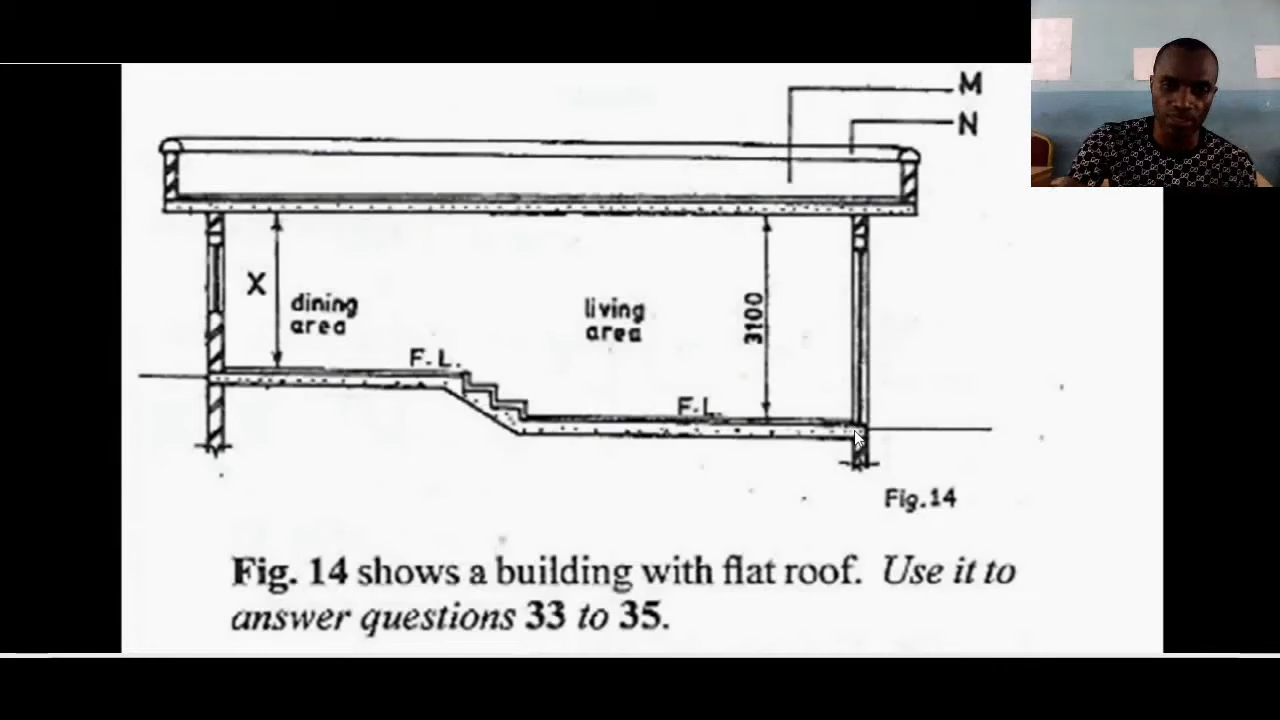 M
N
X
dining
area
living
area
3100
F.L.
F.L.
Fig.14
Fig. 14 shows a building with flat roof. Use it to
answer questions 33 to 35.